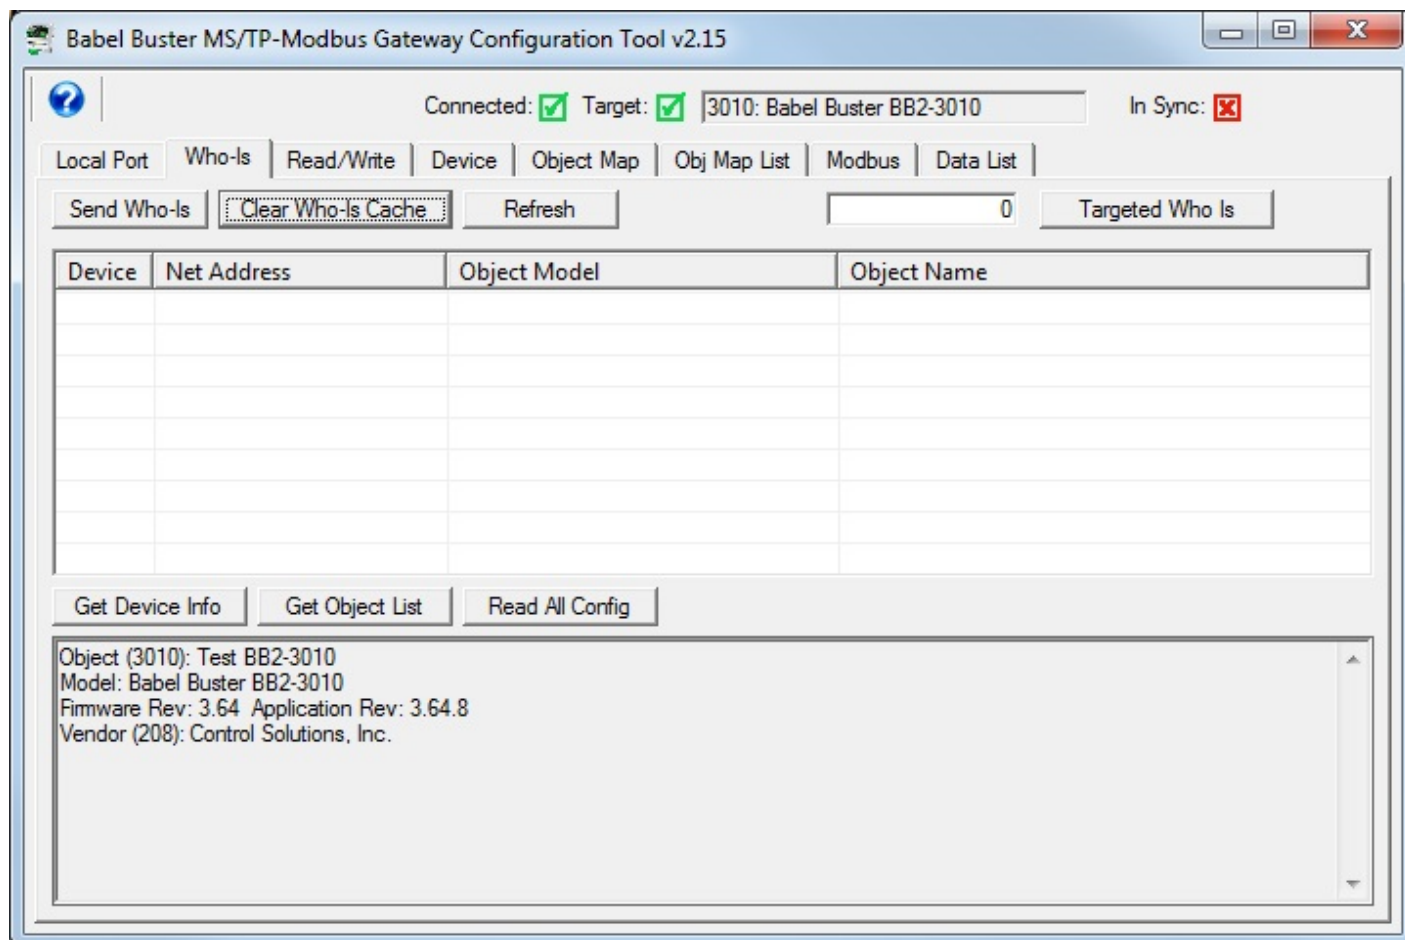 Babel Buster MS/TP-Modbus Gateway Configuration Tool v2.15
Connected: Target: 3010: Babel Buster BB2-3010 In Sync:
Local Port Who-Is Read/Write Device Object Map Obj Map List Modbus Data List
Send Who-Is Clear Who-Is Cache Refresh 0 Targeted Who Is
Device Net Address Object Model Object Name
Get Device Info Get Object List Read All Config
Object (3010): Test BB2-3010
Model: Babel Buster BB2-3010
Firmware Rev: 3.64 Application Rev: 3.64.8
Vendor (208): Control Solutions, Inc.